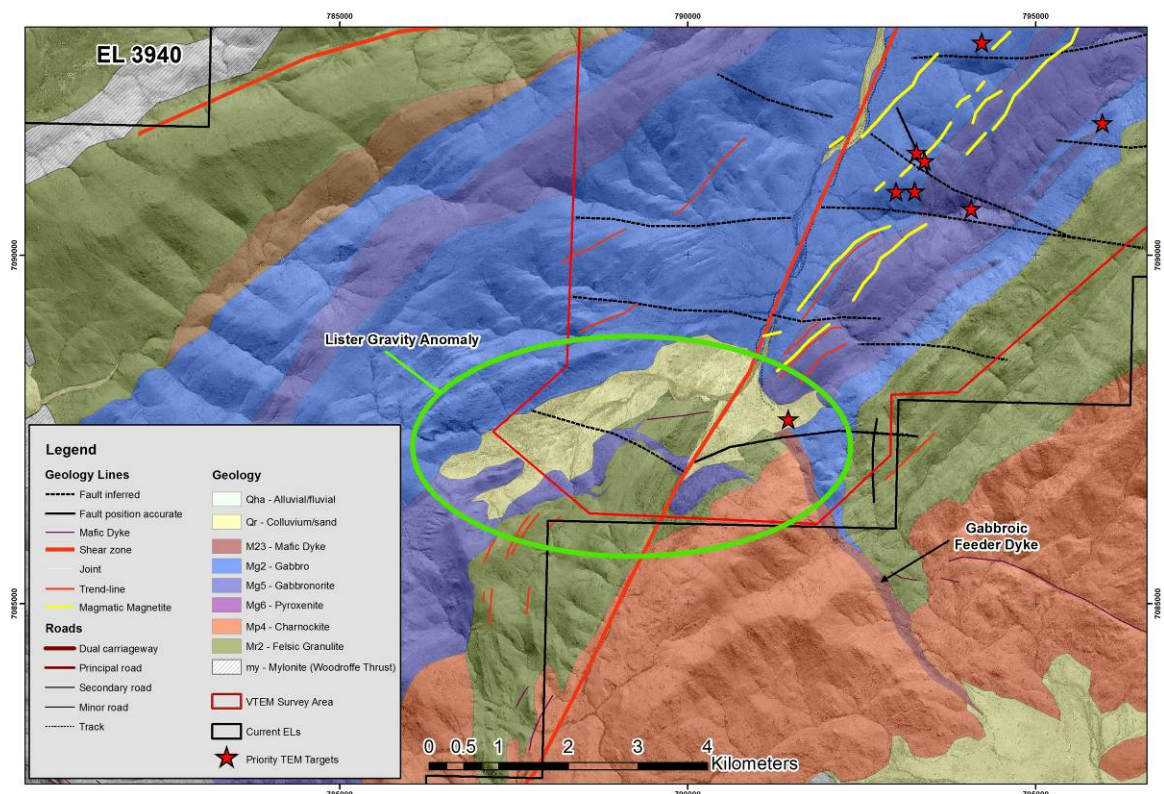 785000
790000
795000
EL 3940
7090000
7090000
Lister Gravity Anomaly
Gabbroic
Feeder Dyke
7085000
Legend
Geology Lines
Fault inferred
Fault position accurate
Mafic Dyke
Shear zone
Joint
Trend-line
Magmatic Magnetite
Roads
Dual carriageway
Principal road
Secondary road
Minor road
Track
Geology
Qha - Alluvial/fluvial
Qr - Colluvium/sand
M23 - Mafic Dyke
Mg2 - Gabbro
Mg5 - Gabbronorite
Mg6 - Pyroxenite
Mp4 - Charnockite
Mr2 - Felsic Granulite
my - Mylonite (Woodroffe Thrust)
VTEM Survey Area
Current ELs
Priority TEM Targets
0 0.5 1 2 3 4
Kilometers
785000
790000
795000